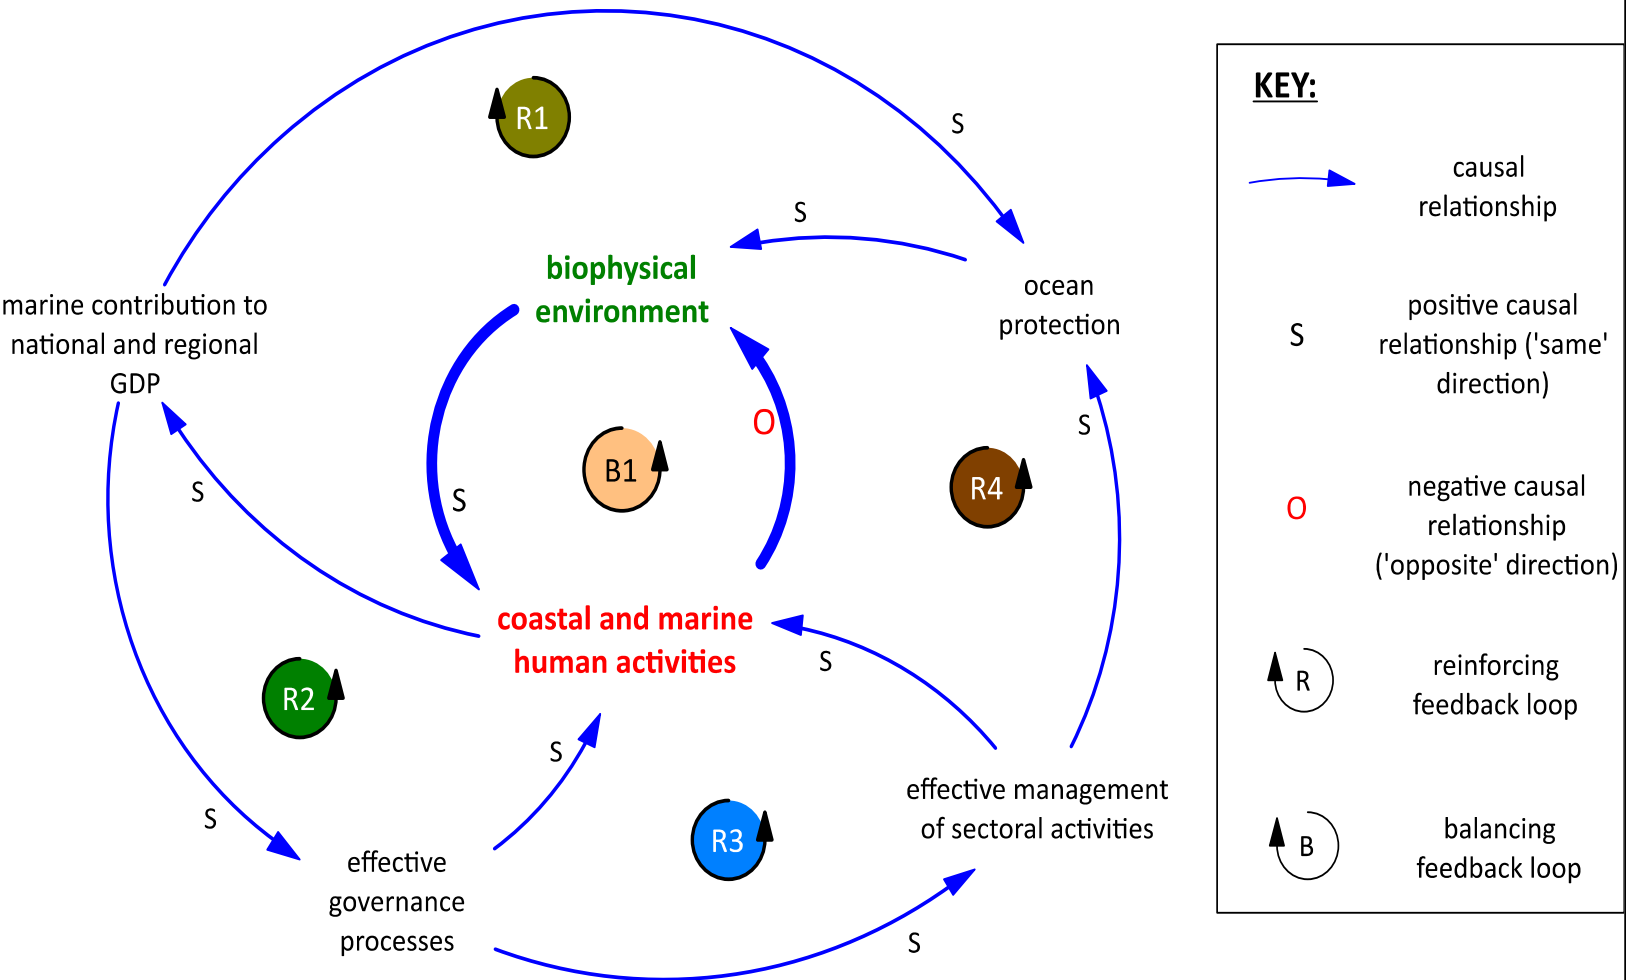 R1
S
S
biophysical
environment
ocean
protection
marine contribution to
national and regional
GDP
S
O
S
B1
S
R4
S
coastal and marine
human activities
S
R2
S
S
effective management
of sectoral activities
R3
effective
governance
processes
S
KEY:
causal
relationship
S
positive causal
relationship ('same'
direction)
O
negative causal
relationship
('opposite' direction)
R
reinforcing
feedback loop
B
balancing
feedback loop